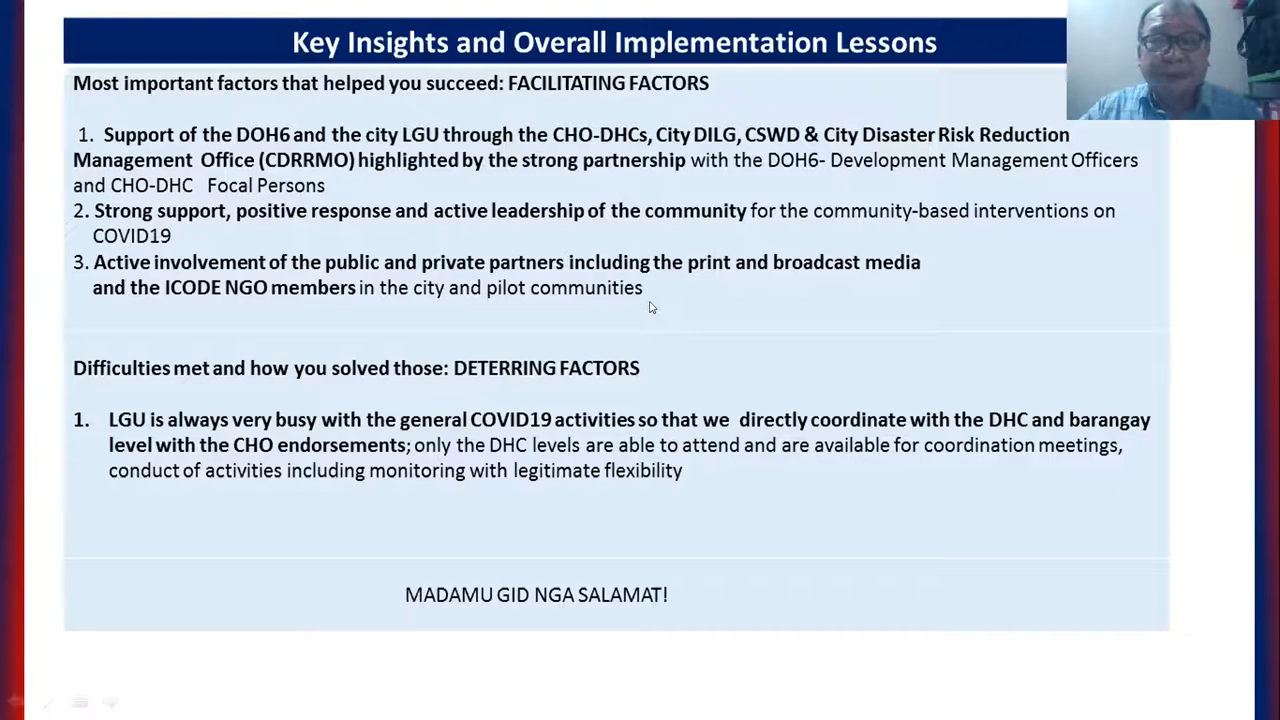 Key Insights and Overall Implementation Lessons
Most important factors that helped you succeed: FACILITATING FACTORS
1. Support of the DOH6 and the city LGU through the CHO-DHCs, City DILG, CSWD & City Disaster Risk Reduction
Management Office (CDRRMO) highlighted by the strong partnership with the DOH6- Development Management Officers
and CHO-DHC Focal Persons
2. Strong support, positive response and active leadership of the community for the community-based interventions on
COVID19
3. Active involvement of the public and private partners including the print and broadcast media
and the ICODE NGO members in the city and pilot communities
Difficulties met and how you solved those: DETERRING FACTORS
1. LGU is always very busy with the general COVID19 activities so that we directly coordinate with the DHC and barangay
level with the CHO endorsements; only the DHC levels are able to attend and are available for coordination meetings,
conduct of activities including monitoring with legitimate flexibility
MADAMU GID NGA SALAMAT!